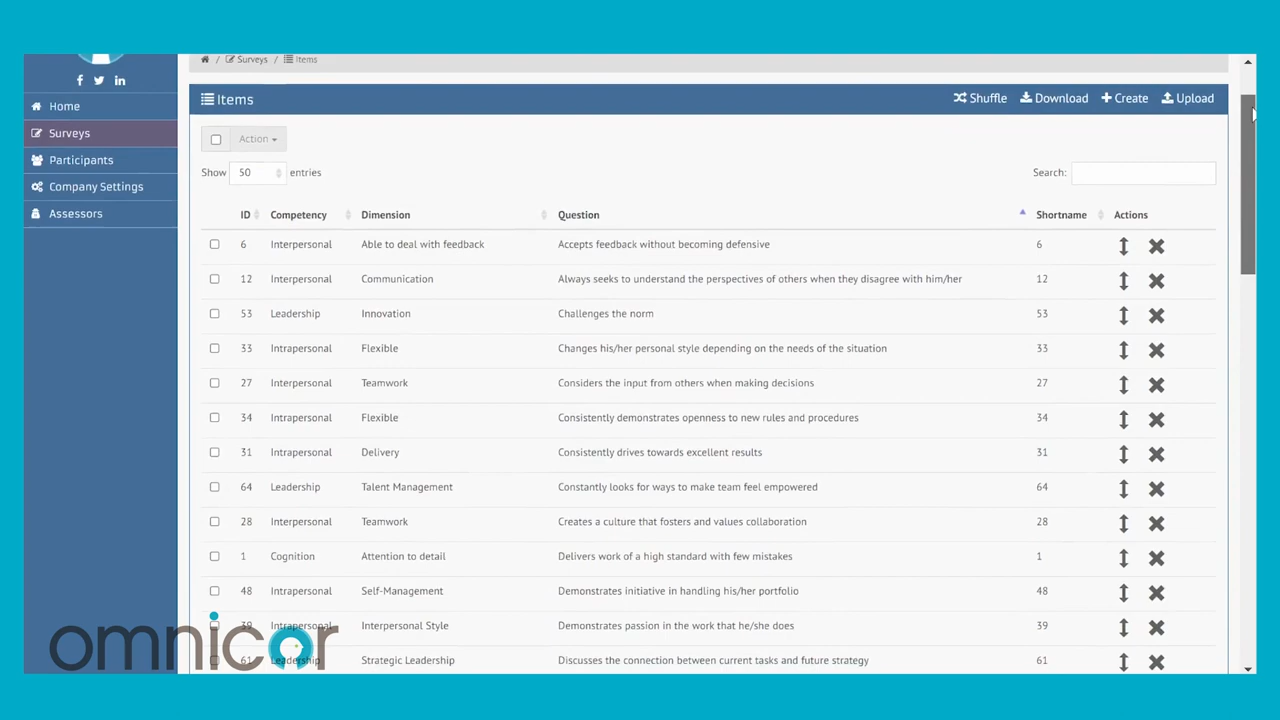 / Surveys / Items
Home
Surveys
Participants
Company Settings
Assessors
Items
Shuffle Download Create Upload
Action
Show 50 entries
Search:
ID Competency Dimension Question Shortname Actions
6 Interpersonal Able to deal with feedback Accepts feedback without becoming defensive 6
12 Interpersonal Communication Always seeks to understand the perspectives of others when they disagree with him/her 12
53 Leadership Innovation Challenges the norm 53
33 Intrapersonal Flexible Changes his/her personal style depending on the needs of the situation 33
27 Interpersonal Teamwork Considers the input from others when making decisions 27
34 Intrapersonal Flexible Consistently demonstrates openness to new rules and procedures 34
31 Intrapersonal Delivery Consistently drives towards excellent results 31
64 Leadership Talent Management Constantly looks for ways to make team feel empowered 64
28 Interpersonal Teamwork Creates a culture that fosters and values collaboration 28
1 Cognition Attention to detail Delivers work of a high standard with few mistakes 1
48 Intrapersonal Self-Management Demonstrates initiative in handling his/her portfolio 48
39 Intrapersonal Interpersonal Style Demonstrates passion in the work that he/she does 39
61 Leadership Strategic Leadership Discusses the connection between current tasks and future strategy 61
omnicor